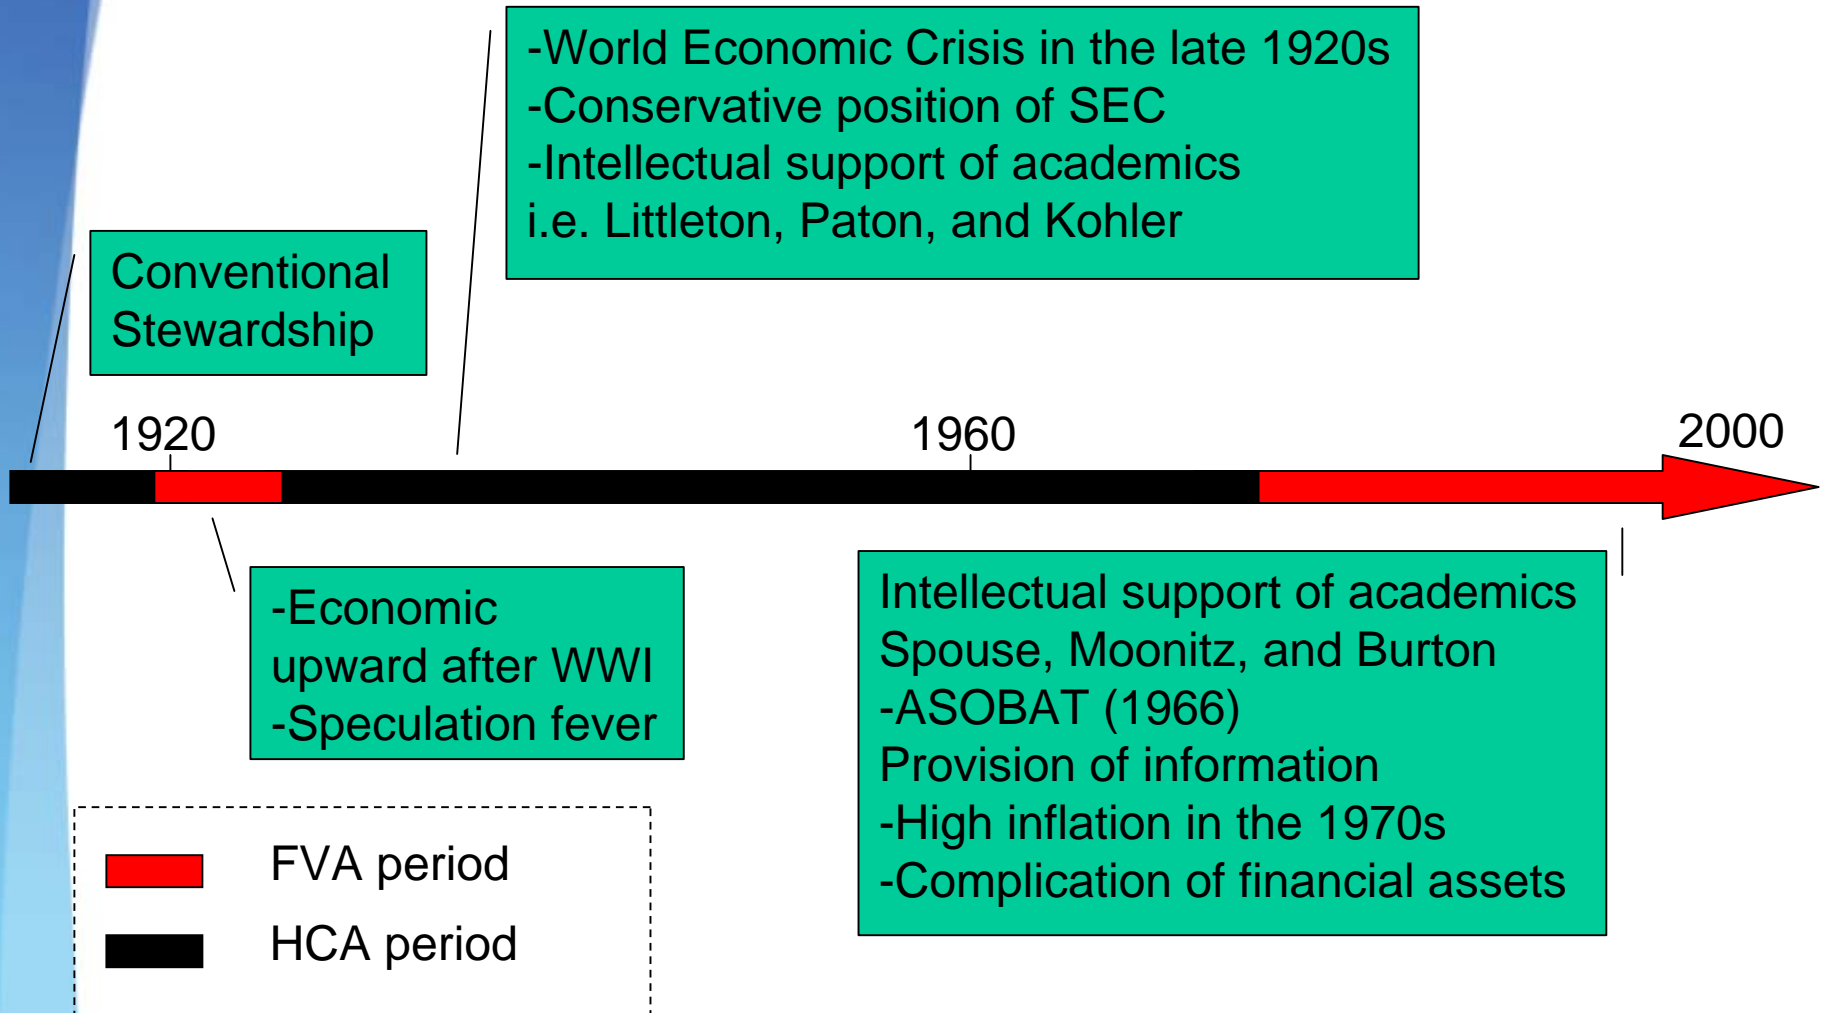 -World Economic Crisis in the late 1920s
-Conservative position of SEC
-Intellectual support of academics
i.e. Littleton, Paton, and Kohler
Conventional
Stewardship
1920
1960
2000
-Economic
upward after WWI
-Speculation fever
Intellectual support of academics
Spouse, Moonitz, and Burton
-ASOBAT (1966)
Provision of information
-High inflation in the 1970s
-Complication of financial assets
FVA period
HCA period